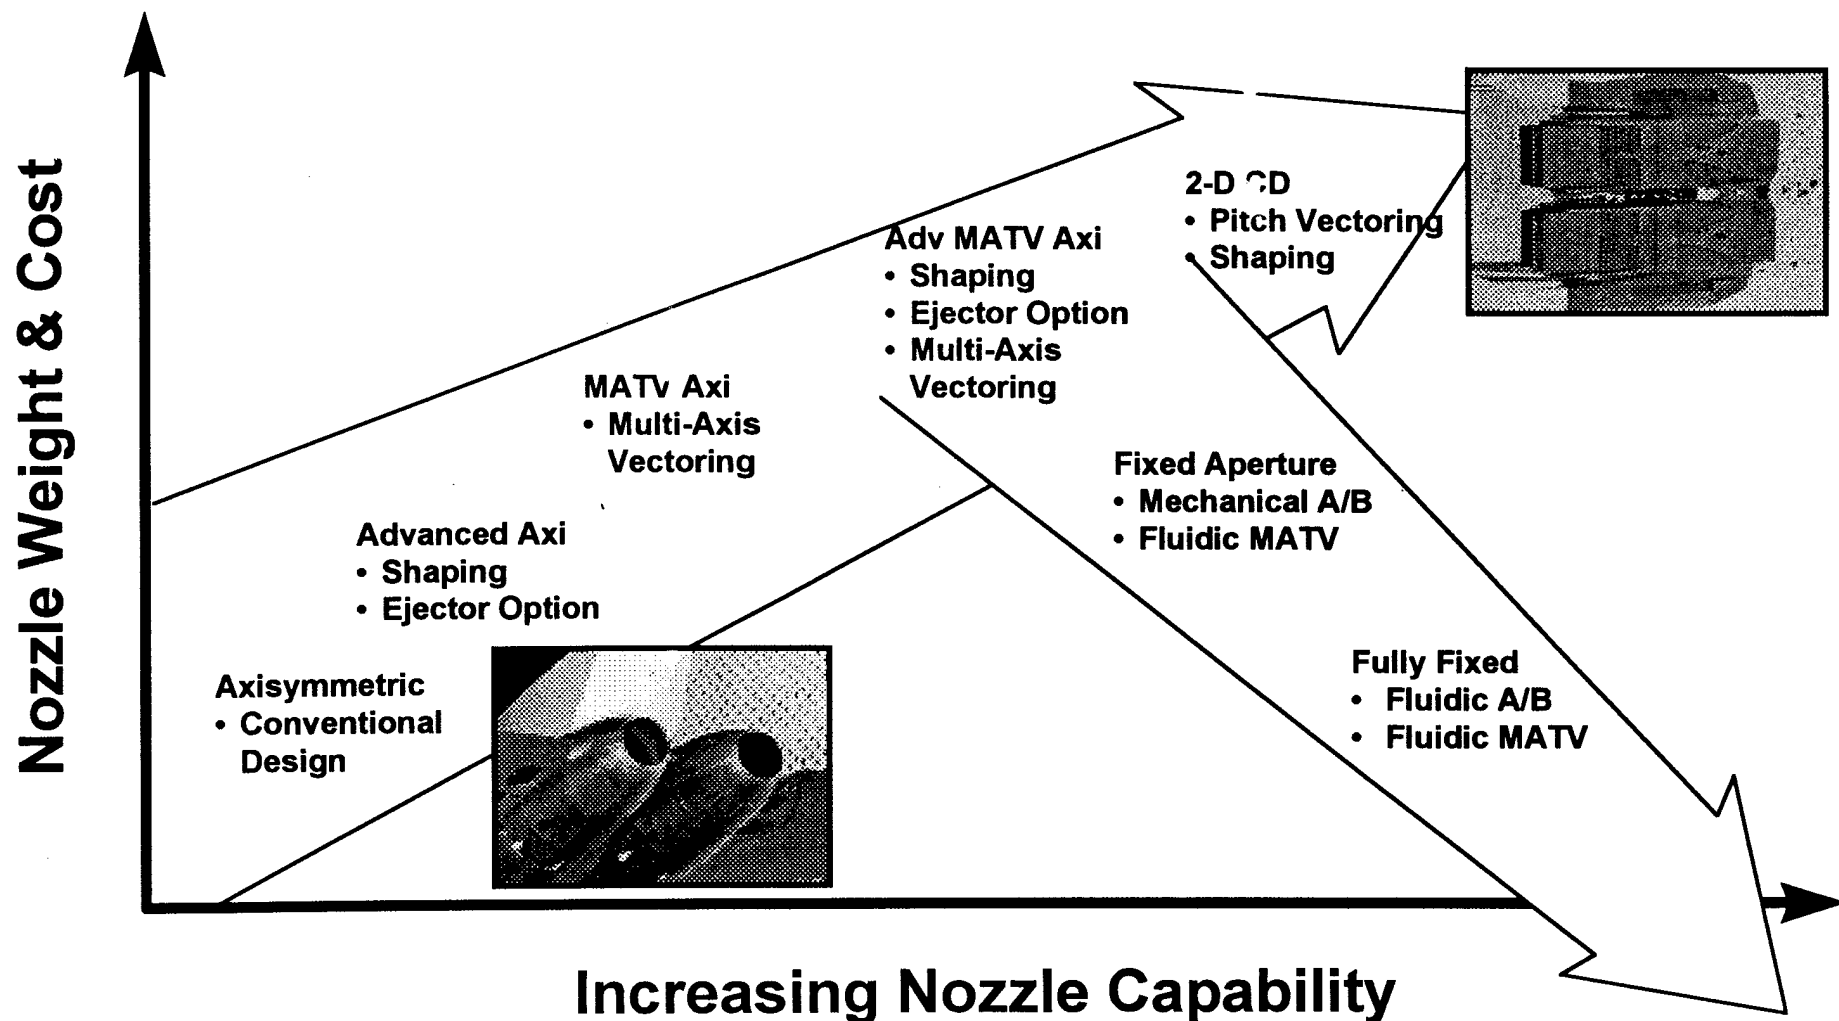 Nozzle Weight & Cost
2-D CD
• Pitch Vectoring
• Shaping
Adv MATV Axi
• Shaping
• Ejector Option
• Multi-Axis
Vectoring
MATV Axi
• Multi-Axis
Vectoring
Fixed Aperture
• Mechanical A/B
• Fluidic MATV
Advanced Axi
• Shaping
• Ejector Option
Fully Fixed
• Fluidic A/B
• Fluidic MATV
Axisymmetric
• Conventional
Design
Increasing Nozzle Capability